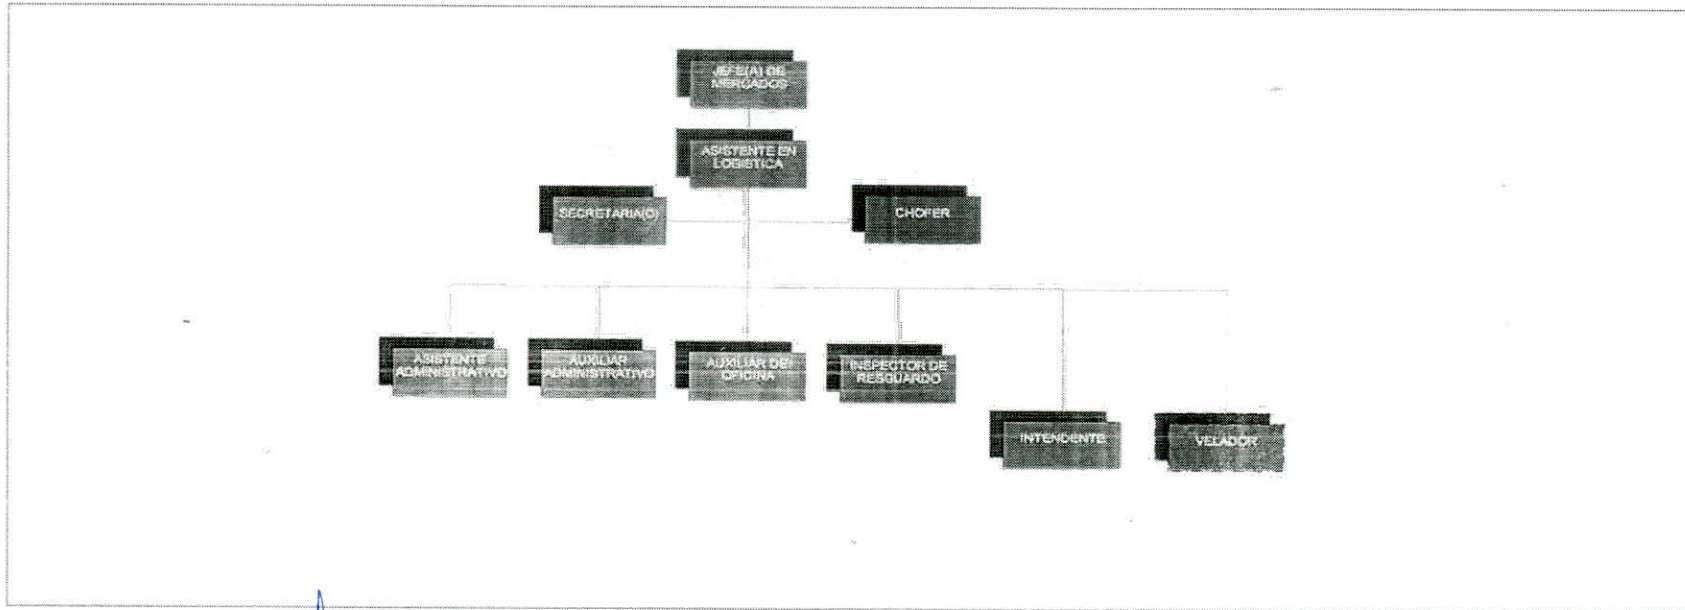 JEFE(A) DE
MERCADOS
ASISTENTE EN
LOGISTICA
SECRETARIA(O)
CHOFER
ASISTENTE
ADMINISTRATIVO
AUXILIAR
ADMINISTRATIVO
AUXILIAR DE
OFICINA
INSPECTOR DE
RESGUARDO
INTENDENTE
VELADOR